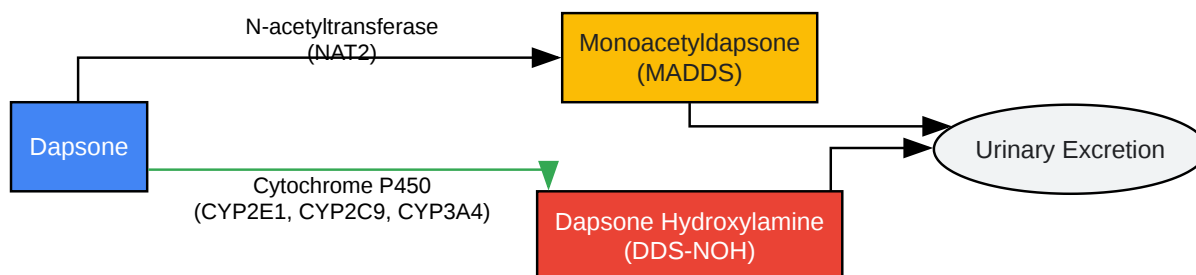 N-acetyltransferase
(NAT2)
Monoacetyldapsone
(MADDS)
Dapsone
Urinary Excretion
Cytochrome P450
(CYP2E1, CYP2C9, CYP3A4)
Dapsone Hydroxylamine
(DDS-NOH)